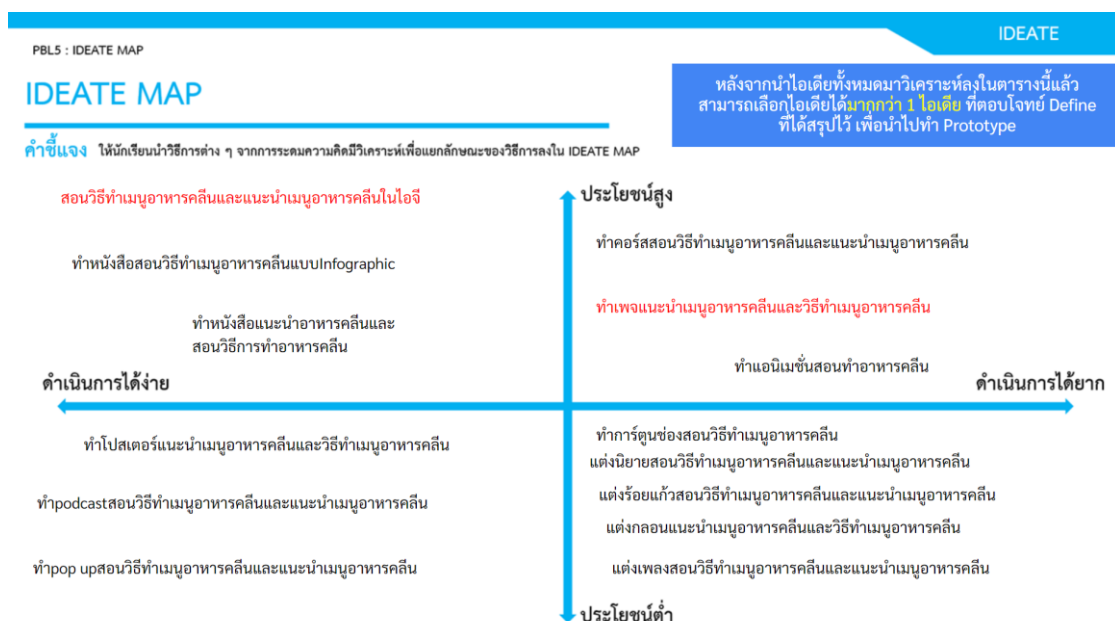 IDEATE
PBL5 : IDEATE MAP
IDEATE MAP
หลังจากนำไอเดียทั้งหมดมาวิเคราะห์ลงในตารางนี้แล้ว
สามารถเลือกไอเดียได้มากกว่า 1 ไอเดีย ที่ตอบโจทย์ Define
ที่ได้สรุปไว้ เพื่อนำไปทำ Prototype
คำชี้แจง ให้นักเรียนนำวิธีการต่าง ๆ จากการระดมความคิดมีวิเคราะห์เพื่อแยกลักษณะของวิธีการลงใน IDEATE MAP
ประโยชน์สูง
สอนวิธีทำเมนูอาหารคลีนและแนะนำเมนูอาหารคลีนในไอจี
ทำหนังสือสอนวิธีทำเมนูอาหารคลีนแบบInfographic
ทำหนังสือแนะนำอาหารคลีนและ
สอนวิธีการทำอาหารคลีน
ทำคอร์สสอนวิธีทำเมนูอาหารคลีนและแนะนำเมนูอาหารคลีน
ทำเพจแนะนำเมนูอาหารคลีนและวิธีทำเมนูอาหารคลีน
ทำแอนิเมชั่นสอนทำอาหารคลีน
ดำเนินการได้ง่าย
ดำเนินการได้ยาก
ทำโปสเตอร์แนะนำเมนูอาหารคลีนและวิธีทำเมนูอาหารคลีน
ทำpodcastสอนวิธีทำเมนูอาหารคลีนและแนะนำเมนูอาหารคลีน
ทำpop upสอนวิธีทำเมนูอาหารคลีนและแนะนำเมนูอาหารคลีน
ทำการ์ตูนช่องสอนวิธีทำเมนูอาหารคลีน
แต่งนิยายสอนวิธีทำเมนูอาหารคลีนและแนะนำเมนูอาหารคลีน
แต่งร้อยแก้วสอนวิธีทำเมนูอาหารคลีนและแนะนำเมนูอาหารคลีน
แต่งกลอนแนะนำเมนูอาหารคลีนและวิธีทำเมนูอาหารคลีน
แต่งเพลงสอนวิธีทำเมนูอาหารคลีนและแนะนำเมนูอาหารคลีน
ประโยชน์ต่ำ